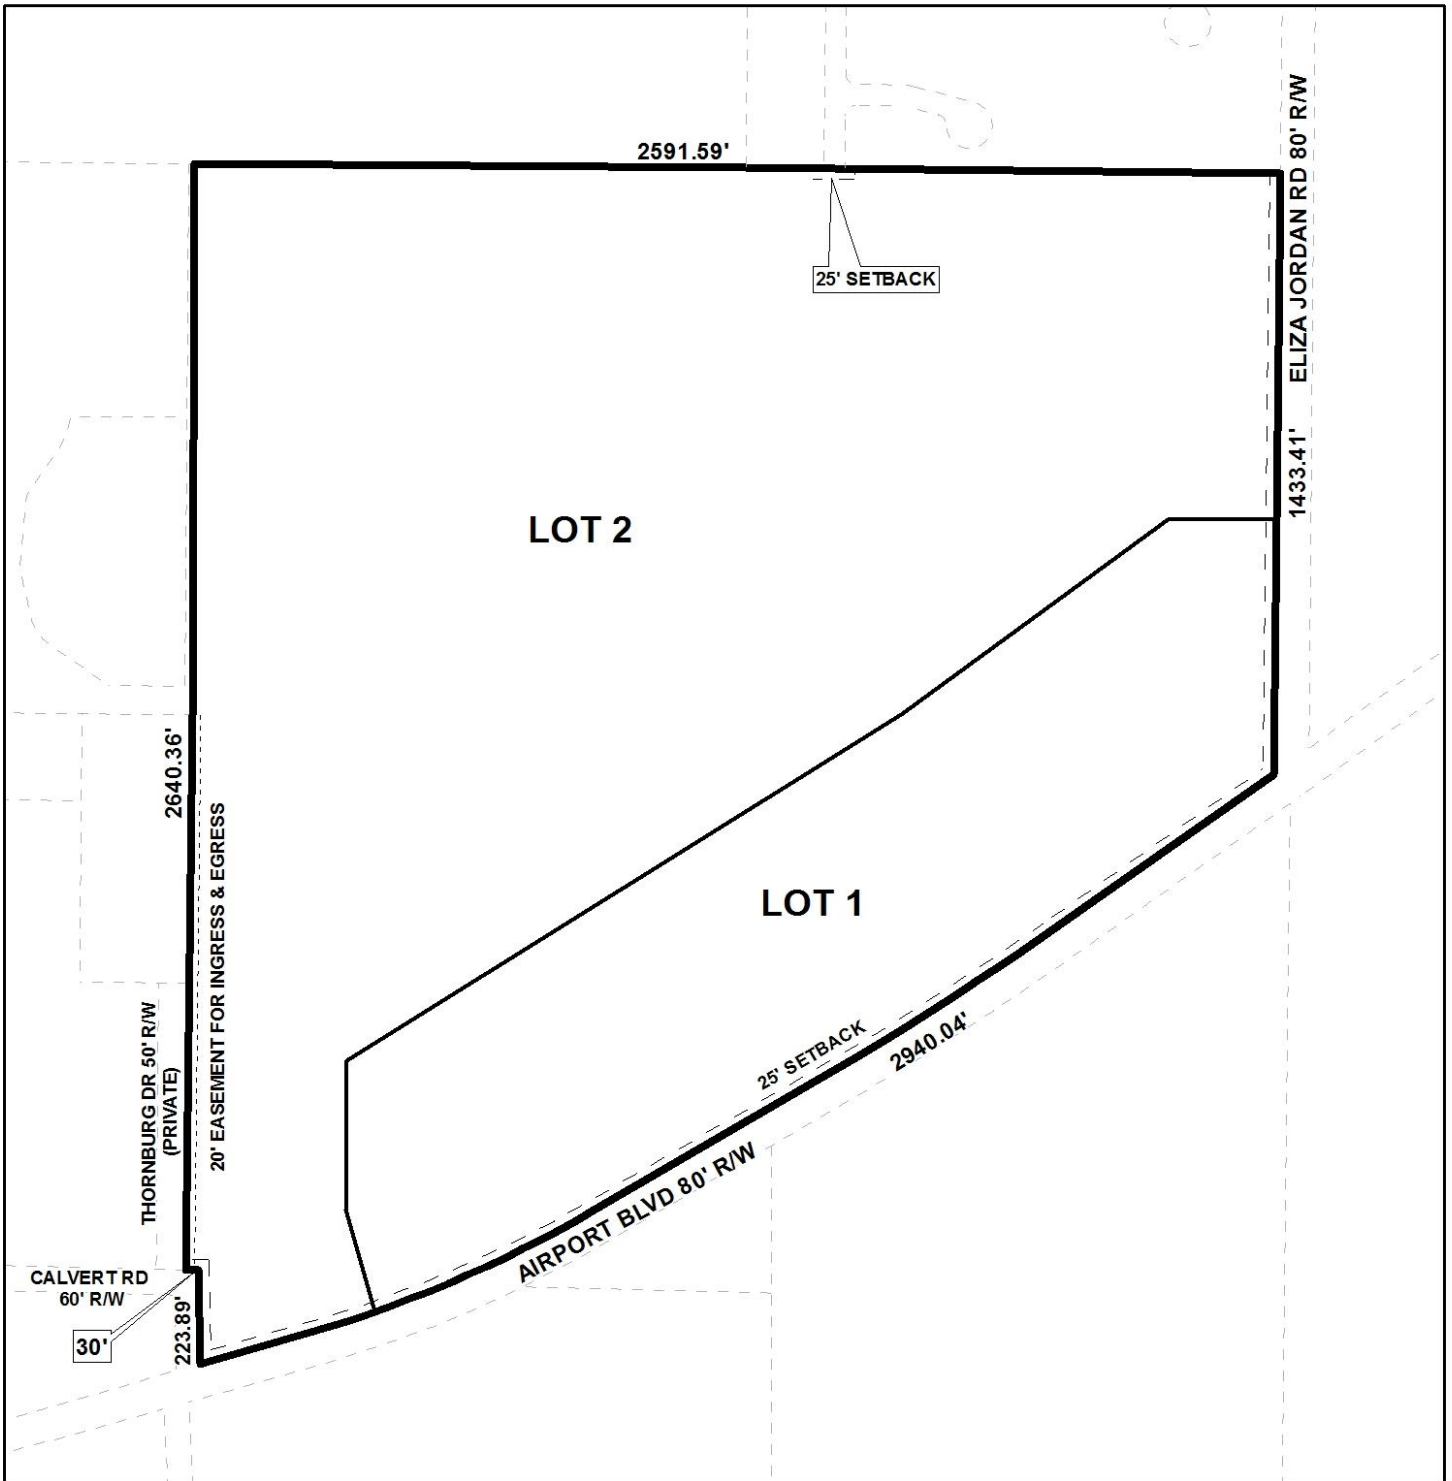 2591.59'
ELIZA JORDAN RD 80' R/W
25' SETBACK
1433.41'
LOT 2
2640.36'
20' EASEMENT FOR INGRESS & EGRESS
LOT 1
THORNBURG DR 50' R/W
(PRIVATE)
25' SETBACK
2940.04'
AIRPORT BLVD 80' R/W
CALVERT RD
60' R/W
30'
223.89'